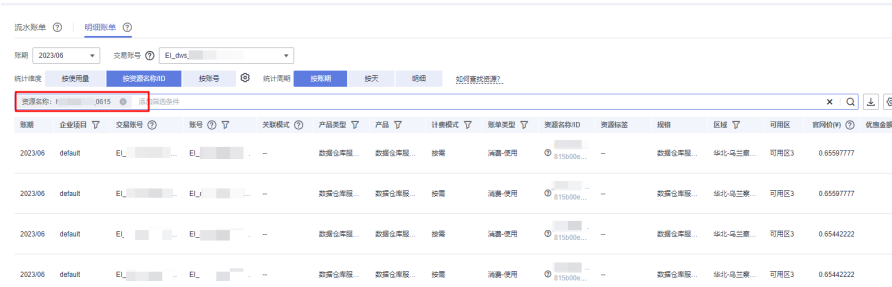 流水账单 ? 明细账单 ?
账期 2023/06 交易账号 ? EI_dws_
统计维度 按使用量 按资源名称/ID 按账号 统计周期 按账期 按天 明细 如何查找资源?
资源名称: _0615 添加筛选条件
账期 企业项目 交易账号 ? 账号 ? 关联模式 ? 产品类型 产品 计费模式 账单类型 资源名称/ID 资源标签 规格 区域 可用区 官网价(¥) ? 优惠金额
2023/06 default EI_ ... EI_ ... -- 数据仓库服... 数据仓库服... 按需 消费-使用 ? 815b00e... -- 数据仓库服... 华北-乌兰察... 可用区3 0.65597777
2023/06 default EI_ ... EI_ ... -- 数据仓库服... 数据仓库服... 按需 消费-使用 ? 815b00e... -- 数据仓库服... 华北-乌兰察... 可用区3 0.65597777
2023/06 default EI_ ... EI_ ... -- 数据仓库服... 数据仓库服... 按需 消费-使用 ? 815b00e... -- 数据仓库服... 华北-乌兰察... 可用区3 0.65442222
2023/06 default EI_ ... EI_ ... -- 数据仓库服... 数据仓库服... 按需 消费-使用 ? 815b00e... -- 数据仓库服... 华北-乌兰察... 可用区3 0.65442222